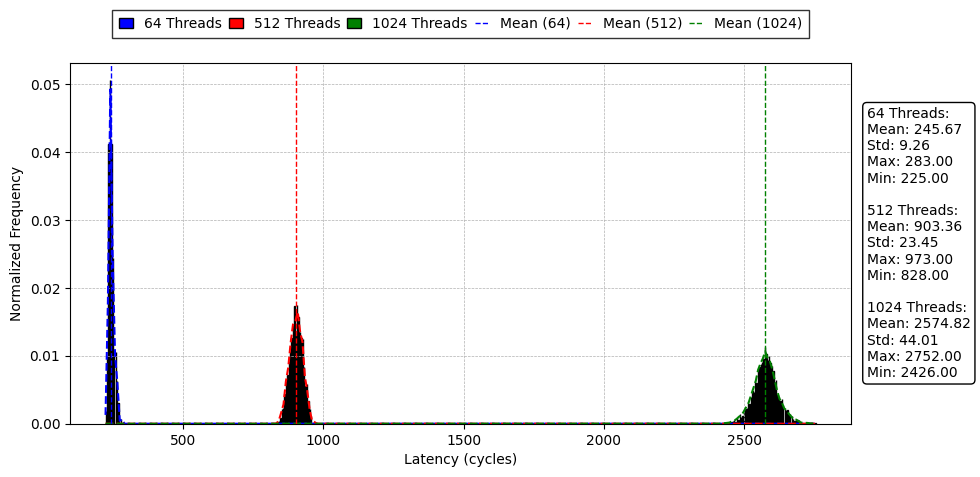 64 Threads 512 Threads 1024 Threads Mean (64) Mean (512) Mean (1024)
0.05
0.04
0.03
0.02
0.01
0.00
Normalized Frequency
500 1000 1500 2000 2500
Latency (cycles)
64 Threads:
Mean: 245.67
Std: 9.26
Max: 283.00
Min: 225.00
512 Threads:
Mean: 903.36
Std: 23.45
Max: 973.00
Min: 828.00
1024 Threads:
Mean: 2574.82
Std: 44.01
Max: 2752.00
Min: 2426.00